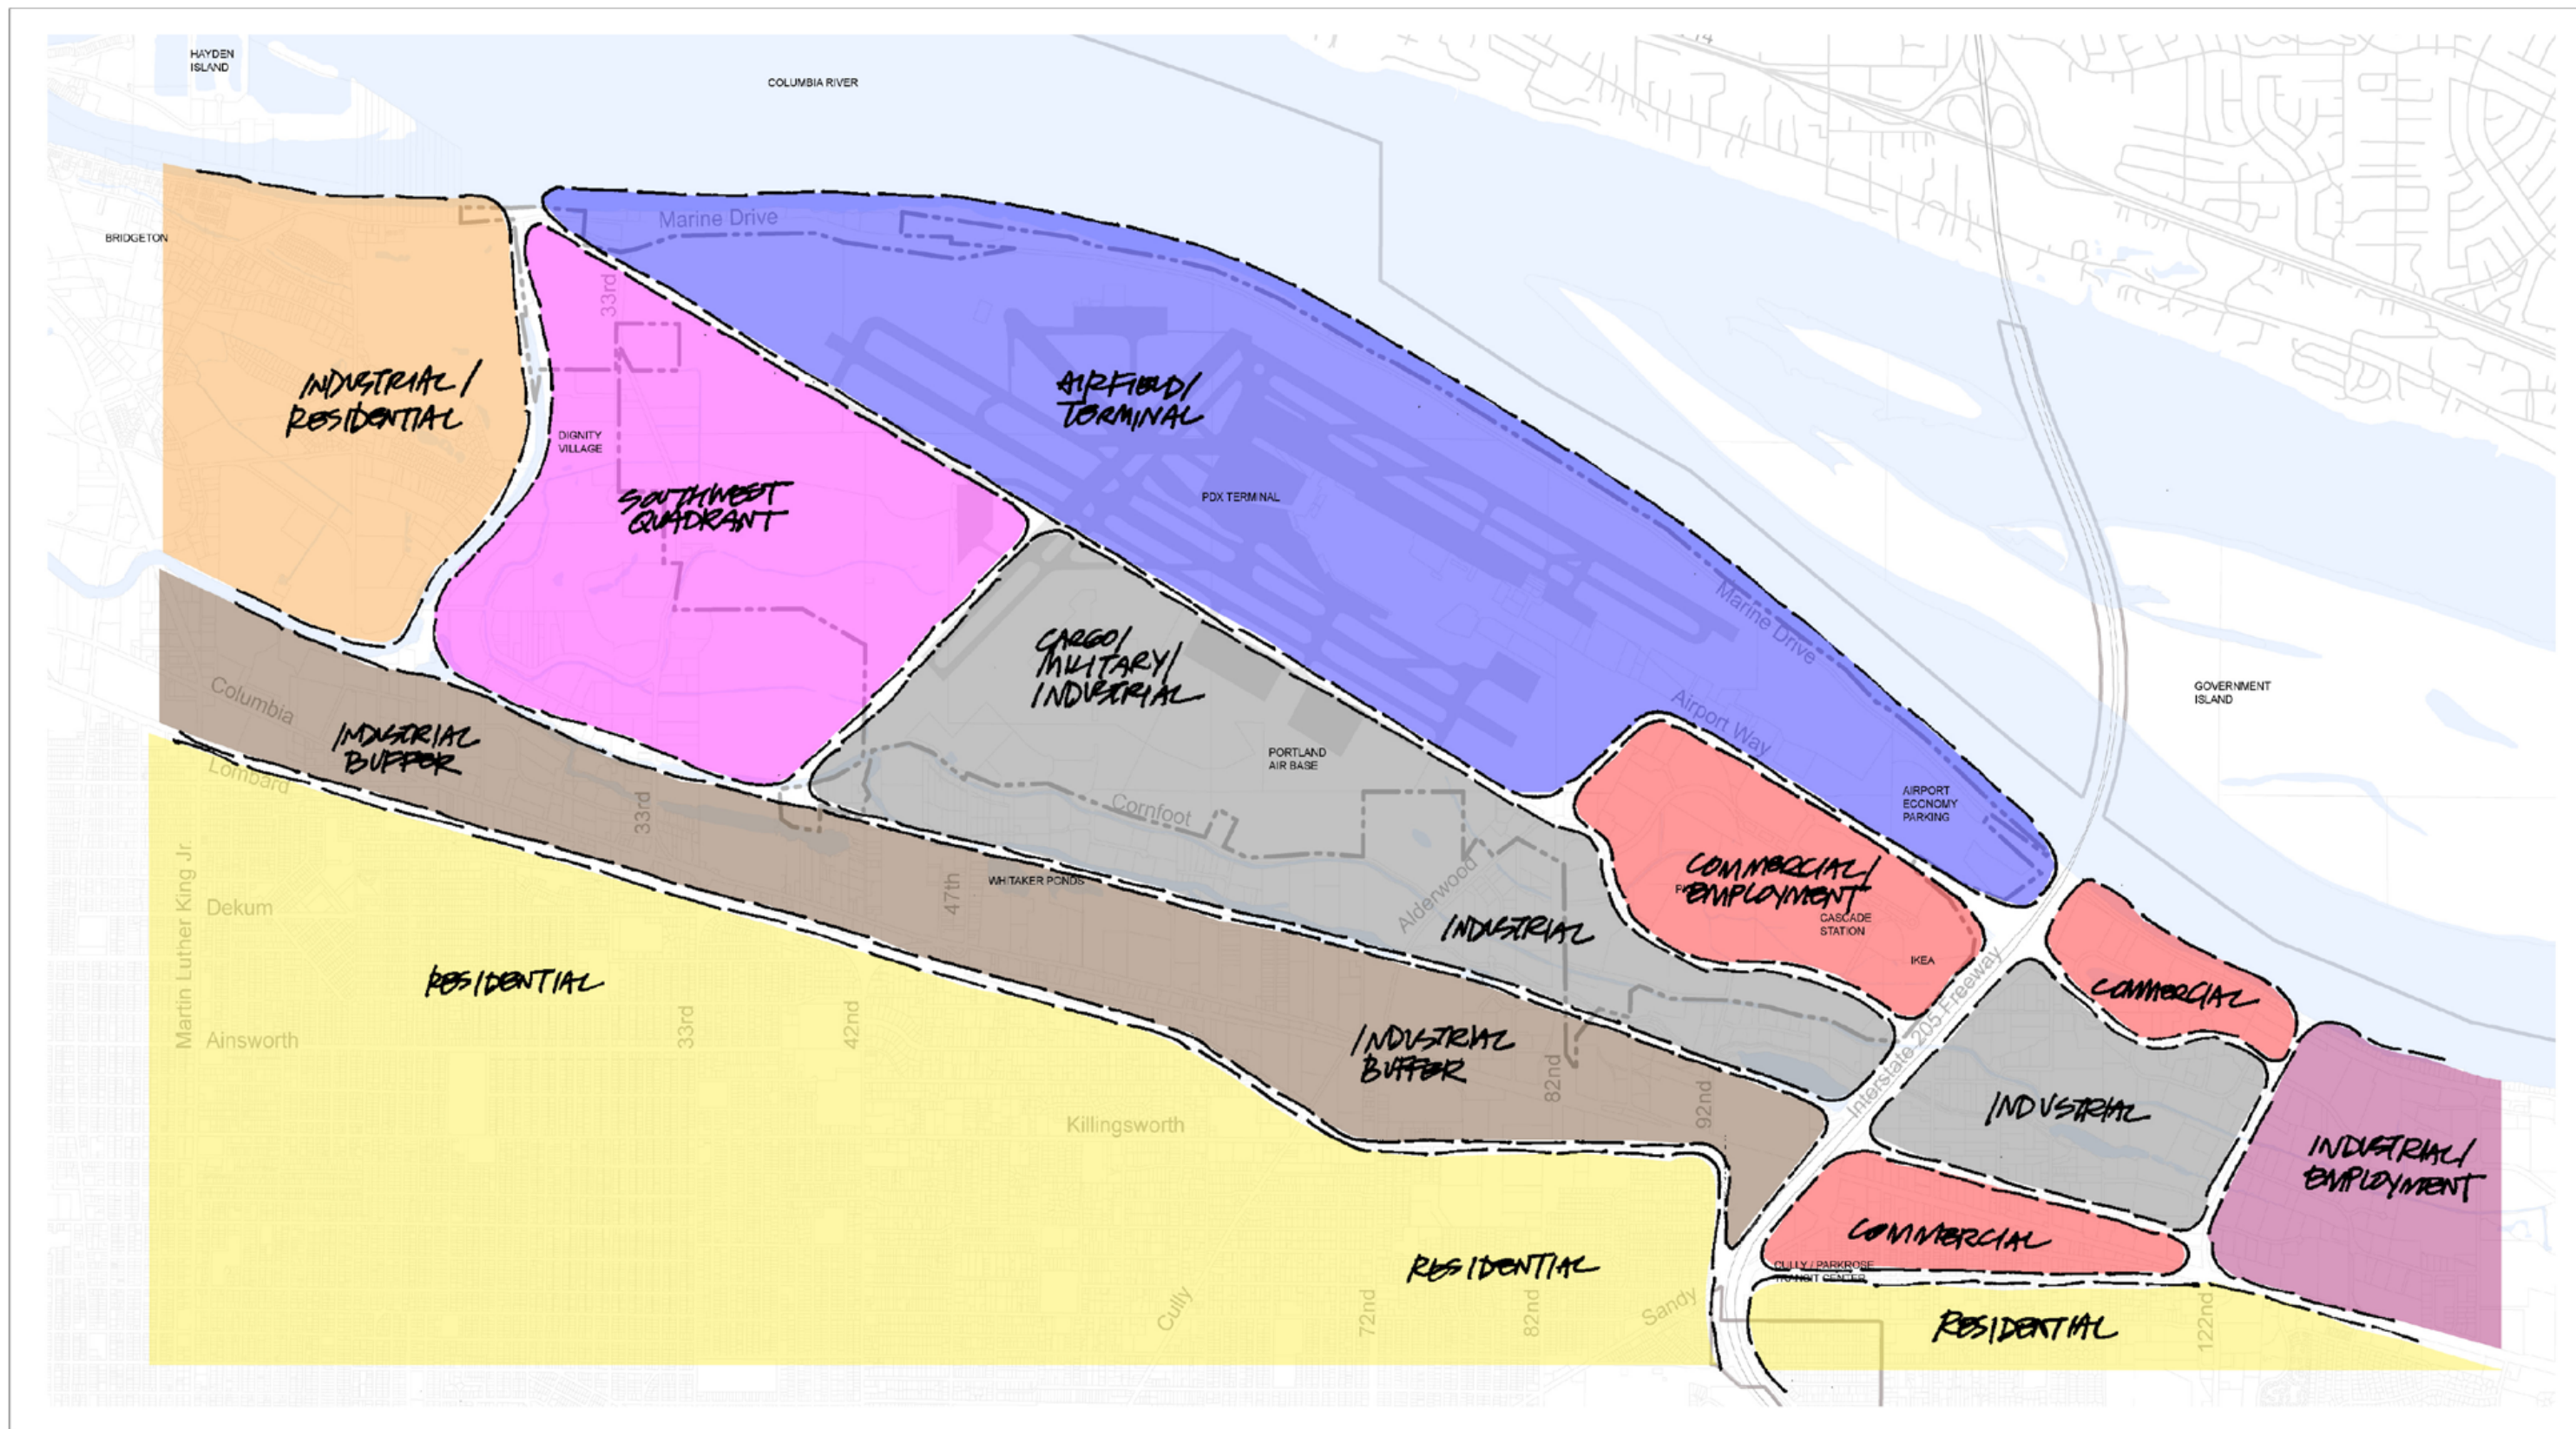 14
HAYDEN
ISLAND
COLUMBIA RIVER
BRIDGETON
Marine Drive
33rd
INDUSTRIAL /
RESIDENTIAL
AIRFIELD/
TERMINAL
DIGNITY
VILLAGE
SOUTHWEST
QUADRANT
PDX TERMINAL
Marine Drive
CARGO/
MILITARY/
INDUSTRIAL
GOVERNMENT
ISLAND
Columbia
Airport Way
INDUSTRIAL
BUFFER
PORTLAND
AIR BASE
Lombard
33rd
Cornfoot
AIRPORT
ECONOMY
PARKING
Martin Luther King Jr.
Dekum
47th
WHITAKER PONDS
Alderwood
COMMERCIAL/
EMPLOYMENT
CASCADE
STATION
INDUSTRIAL
IKEA
RESIDENTIAL
COMMERCIAL
Ainsworth
33rd
42nd
INDUSTRIAL
BUFFER
82nd
92nd
Interstate 205 Freeway
INDUSTRIAL
Killingsworth
INDUSTRIAL/
EMPLOYMENT
COMMERCIAL
RESIDENTIAL
CULLY / PARKROSE
TRANSIT CENTER
Cully
72nd
82nd
Sandy
RESIDENTIAL
122nd